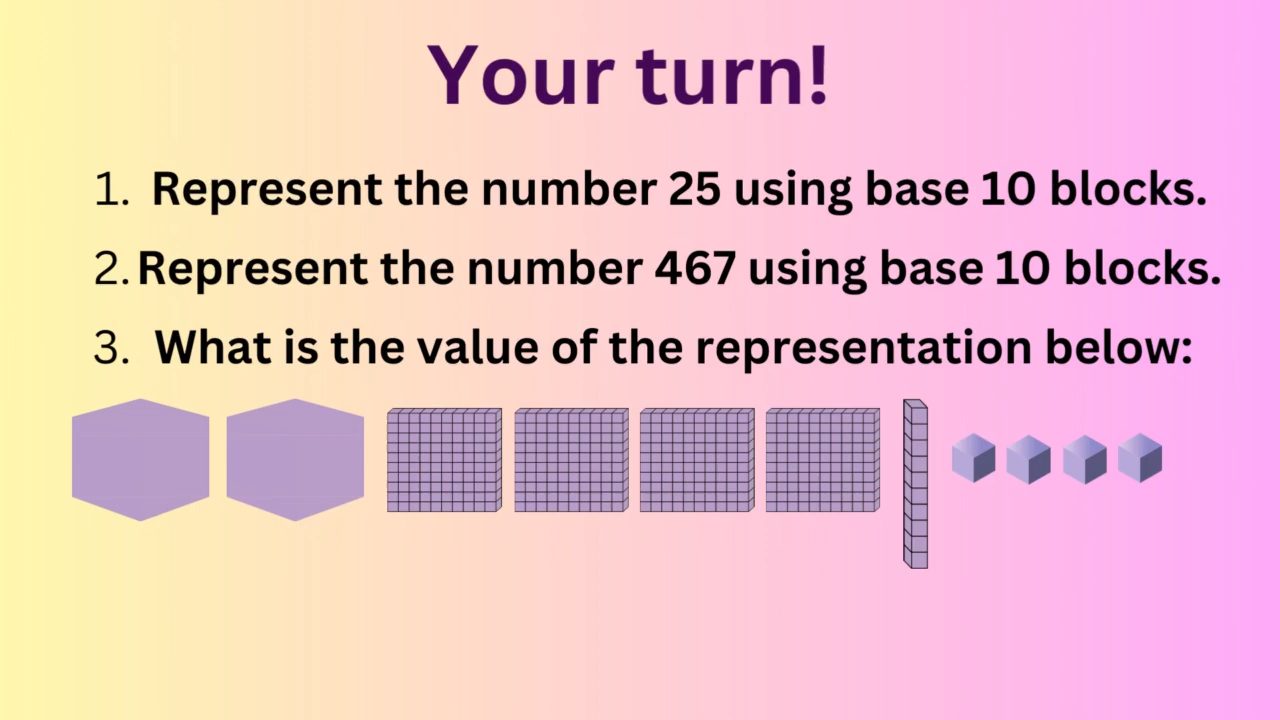 Your turn!
1. Represent the number 25 using base 10 blocks.
2. Represent the number 467 using base 10 blocks.
3. What is the value of the representation below: